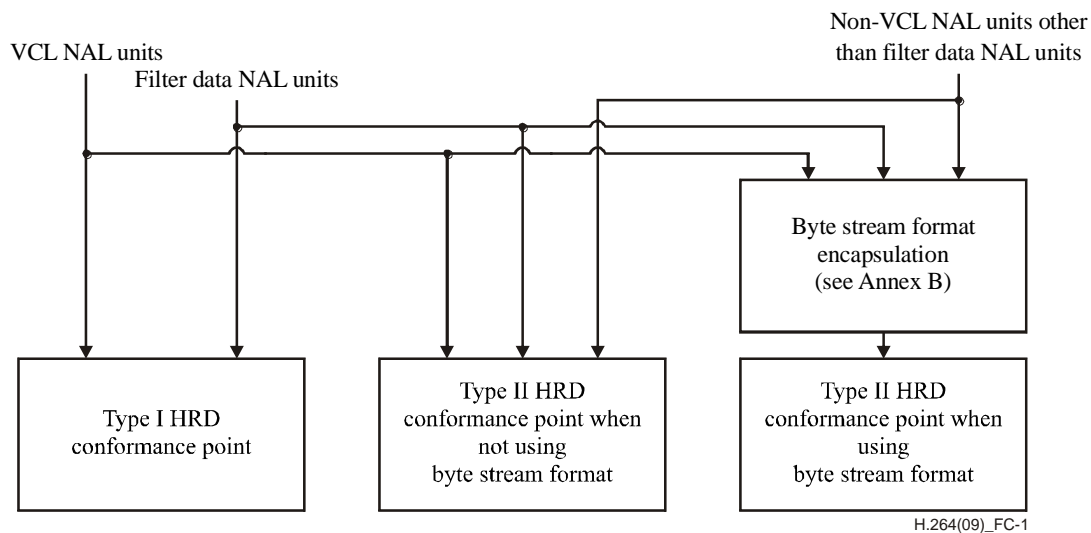 Non-VCL NAL units other
than filter data NAL units
VCL NAL units
Filter data NAL units
Byte stream format
encapsulation
(see Annex B)
Type I HRD
conformance point
Type II HRD
conformance point when
not using
byte stream format
Type II HRD
conformance point when
using
byte stream format
H.264(09)_FC-1